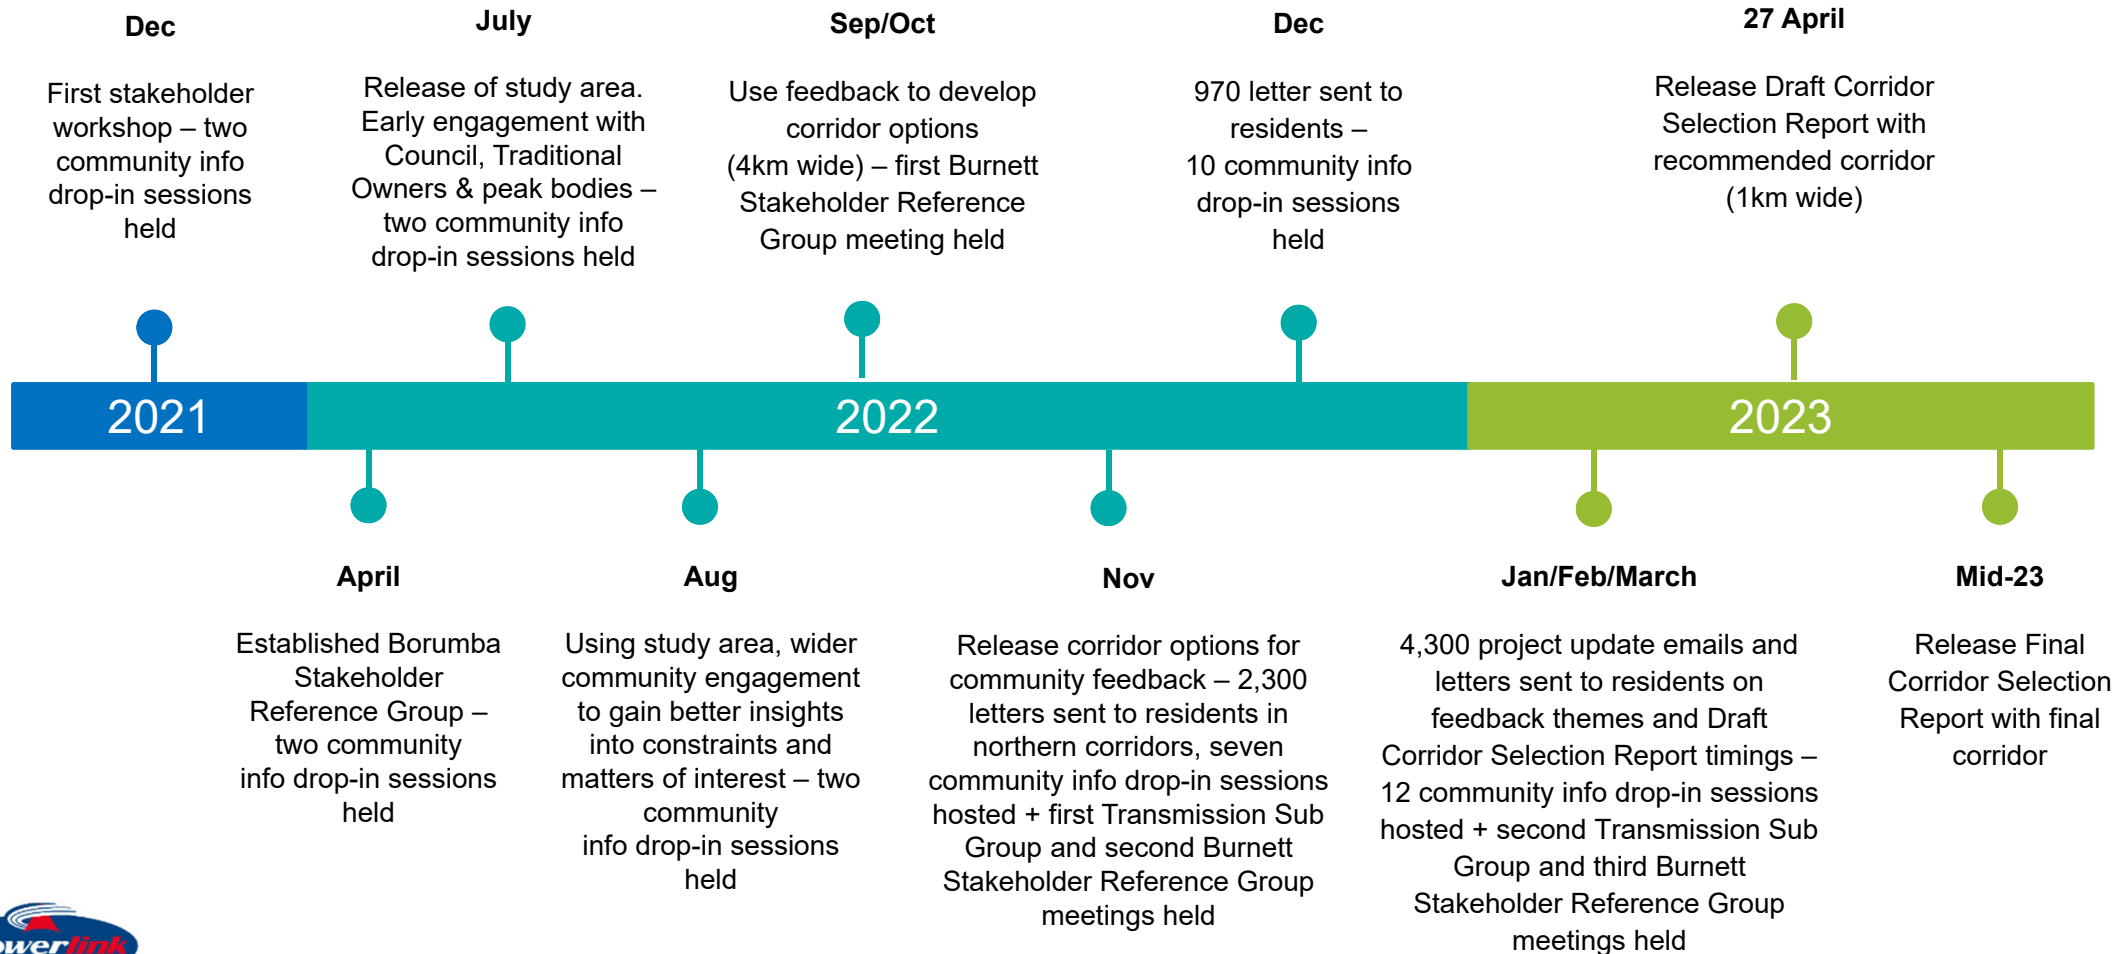 Dec
First stakeholder
workshop – two
community info
drop-in sessions
held
July
Release of study area.
Early engagement with
Council, Traditional
Owners & peak bodies –
two community info
drop-in sessions held
Sep/Oct
Use feedback to develop
corridor options
(4km wide) – first Burnett
Stakeholder Reference
Group meeting held
Dec
970 letter sent to
residents –
10 community info
drop-in sessions
held
27 April
Release Draft Corridor
Selection Report with
recommended corridor
(1km wide)
2021
2022
2023
April
Established Borumba
Stakeholder
Reference Group –
two community
info drop-in sessions
held
Aug
Using study area, wider
community engagement
to gain better insights
into constraints and
matters of interest – two
community
info drop-in sessions
held
Nov
Release corridor options for
community feedback – 2,300
letters sent to residents in
northern corridors, seven
community info drop-in sessions
hosted + first Transmission Sub
Group and second Burnett
Stakeholder Reference Group
meetings held
Jan/Feb/March
4,300 project update emails and
letters sent to residents on
feedback themes and Draft
Corridor Selection Report timings –
12 community info drop-in sessions
hosted + second Transmission Sub
Group and third Burnett
Stakeholder Reference Group
meetings held
Mid-23
Release Final
Corridor Selection
Report with final
corridor
owerlink